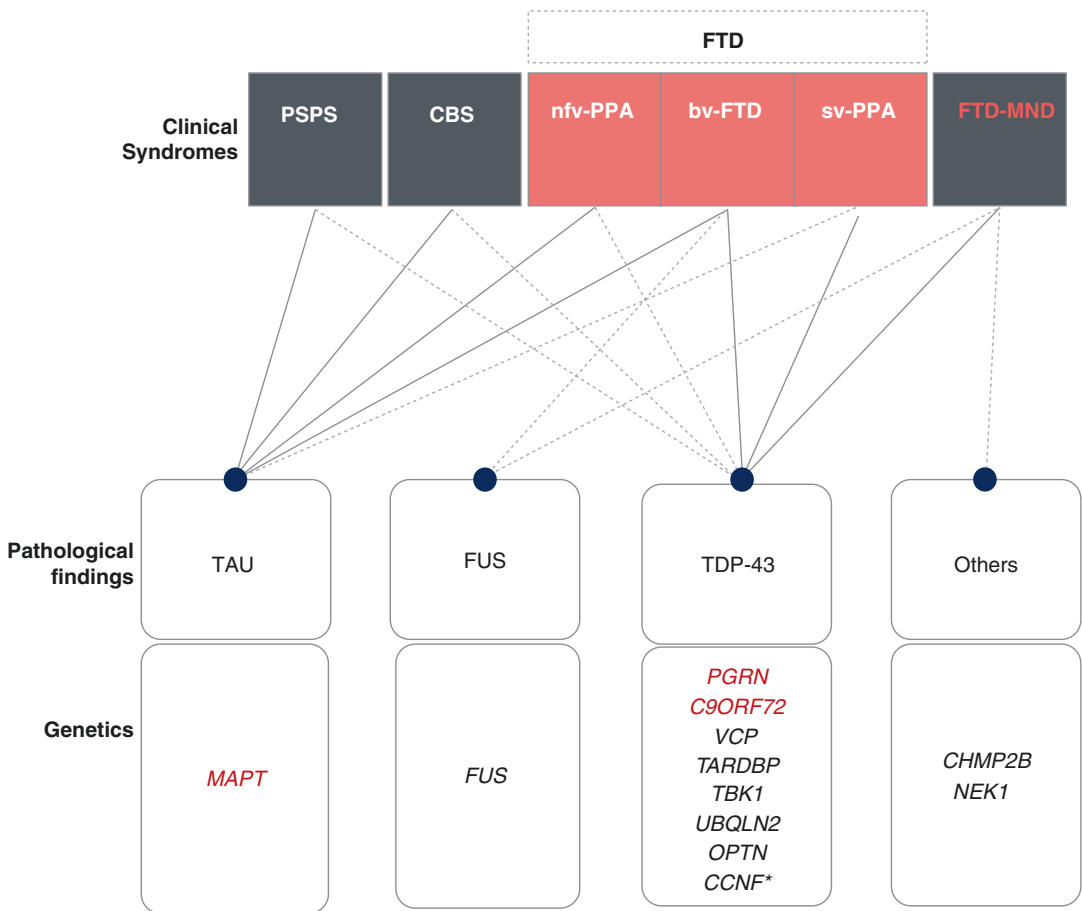 FTD
Clinical
Syndromes
PSPS
CBS
nfv-PPA
bv-FTD
sv-PPA
FTD-MND
Pathological
findings
TAU
FUS
TDP-43
Others
Genetics
MAPT
FUS
PGRN
C9ORF72
VCP
TARDBP
TBK1
UBQLN2
OPTN
CCNF*
CHMP2B
NEK1